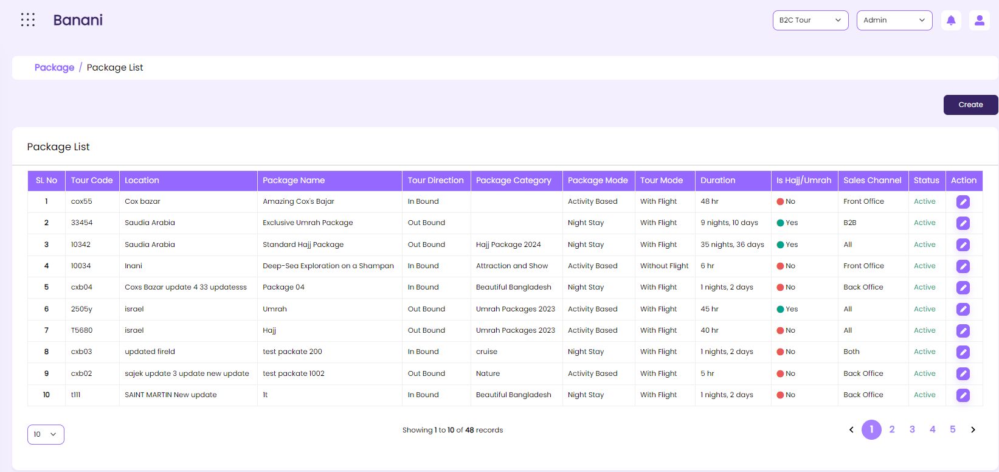 Banani B2C Tour Admin
Package / Package List
Create
Package List
SL No Tour Code Location Package Name Tour Direction Package Category Package Mode Tour Mode Duration Is Hajj/Umrah Sales Channel Status Action
1 cox55 Cox bazar Amazing Cox's Bajar In Bound Activity Based With Flight 48 hr No Front Office Active
2 33454 Saudia Arabia Exclusive Umrah Package Out Bound Night Stay With Flight 9 nights, 10 days Yes B2B Active
3 10342 Saudia Arabia Standard Hajj Package Out Bound Hajj Package 2024 Night Stay With Flight 35 nights, 36 days Yes All Active
4 10034 Inani Deep-Sea Exploration on a Shampan In Bound Attraction and Show Activity Based Without Flight 6 hr No Front Office Active
5 cxb04 Coxs Bazar update 4 33 updatesss Package 04 In Bound Beautiful Bangladesh Night Stay With Flight 1 nights, 2 days No Back Office Active
6 2505y israel Umrah Out Bound Umrah Packages 2023 Activity Based With Flight 45 hr Yes All Active
7 T5680 israel Hajj Out Bound Umrah Packages 2023 Activity Based With Flight 40 hr No All Active
8 cxb03 updated fireld test packate 200 In Bound cruise Night Stay With Flight 1 nights, 2 days No Both Active
9 cxb02 sajek update 3 update new update test packate 1002 Out Bound Nature Activity Based With Flight 5 hr No Back Office Active
10 t111 SAINT MARTIN New update 1t In Bound Beautiful Bangladesh Night Stay With Flight 1 nights, 2 days No Back Office Active
10 Showing 1 to 10 of 48 records 1 2 3 4 5